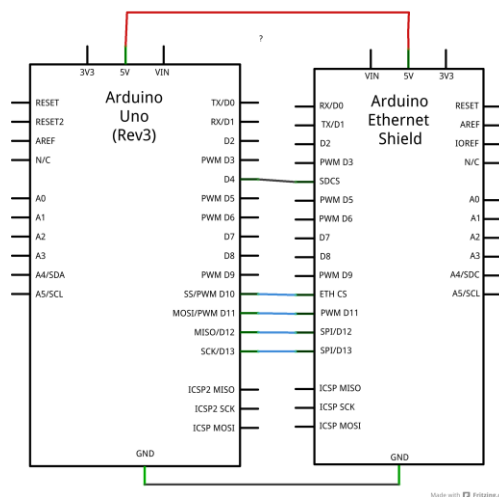 ?
3V3
5V
VIN
Arduino
Uno
(Rev3)
RESET
RESET2
AREF
N/C
A0
A1
A2
A3
A4/SDA
A5/SCL
TX/D0
RX/D1
D2
PWM D3
D4
PWM D5
PWM D6
D7
D8
PWM D9
SS/PWM D10
MOSI/PWM D11
MISO/D12
SCK/D13
ICSP2 MISO
ICSP2 SCK
ICSP MOSI
GND
VIN
5V
3V3
Arduino
Ethernet
Shield
RX/D0
TX/D1
D2
PWM D3
SDCS
PWM D5
PWM D6
D7
D8
PWM D9
ETH CS
PWM D11
SPI/D12
SPI/D13
ICSP MISO
ICSP SCK
ICSP MOSI
RESET
AREF
IOREF
N/C
A0
A1
A2
A3
A4/SDC
A5/SCL
GND
Made with Fritzing